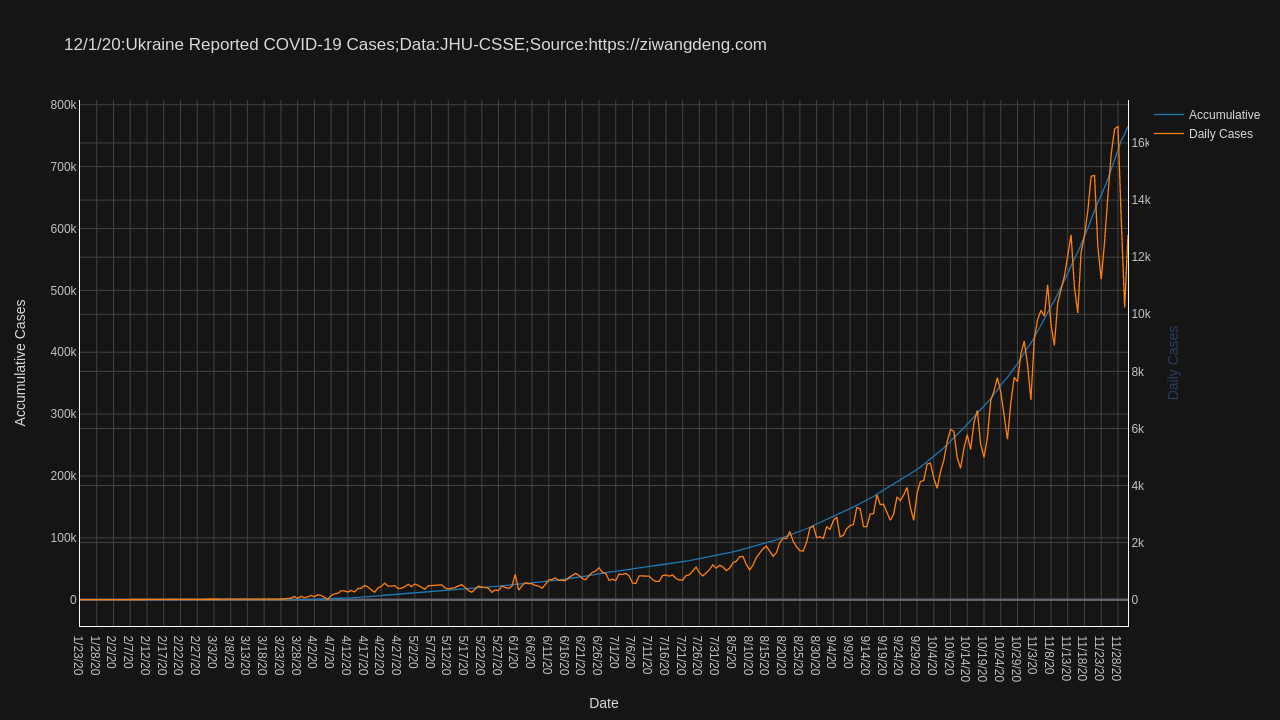 12/1/20:Ukraine Reported COVID-19 Cases;Data:JHU-CSSE;Source:https://ziwangdeng.com
Accumulative
Daily Cases
800k
700k
600k
500k
400k
300k
200k
100k
0
Accumulative Cases
16k
14k
12k
10k
8k
6k
4k
2k
0
Daily Cases
1/23/20
1/28/20
2/2/20
2/7/20
2/12/20
2/17/20
2/22/20
2/27/20
3/3/20
3/8/20
3/13/20
3/18/20
3/23/20
3/28/20
4/2/20
4/7/20
4/12/20
4/17/20
4/22/20
4/27/20
5/2/20
5/7/20
5/12/20
5/17/20
5/22/20
5/27/20
6/1/20
6/6/20
6/11/20
6/16/20
6/21/20
6/26/20
7/1/20
7/6/20
7/11/20
7/16/20
7/21/20
7/26/20
7/31/20
8/5/20
8/10/20
8/15/20
8/20/20
8/25/20
8/30/20
9/4/20
9/9/20
9/14/20
9/19/20
9/24/20
9/29/20
10/4/20
10/9/20
10/14/20
10/19/20
10/24/20
10/29/20
11/3/20
11/8/20
11/13/20
11/18/20
11/23/20
11/28/20
Date